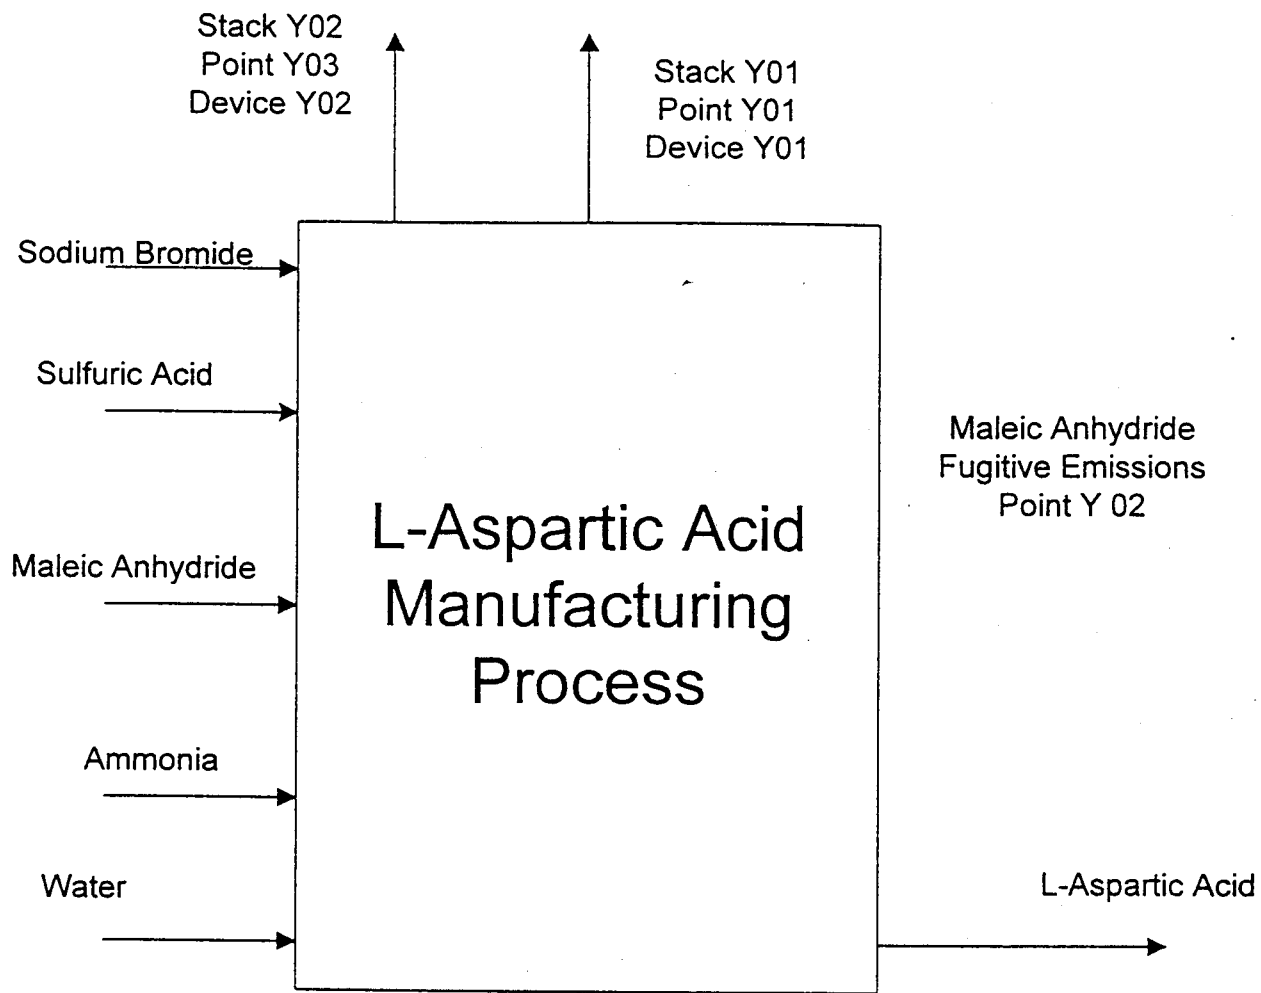 Stack Y02
Point Y03
Device Y02
Stack Y01
Point Y01
Device Y01
Sodium Bromide
Sulfuric Acid
Maleic Anhydride
Fugitive Emissions
Point Y 02
L-Aspartic Acid
Manufacturing
Process
Maleic Anhydride
Ammonia
Water
L-Aspartic Acid